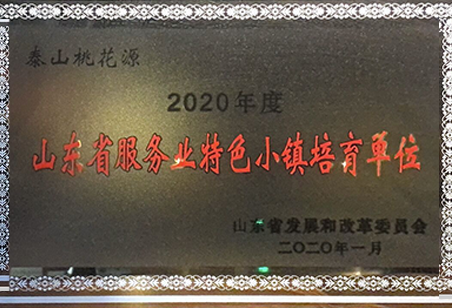 泰山桃花源
2020年度
山东省服务业特色小镇培育单位
山东省发展和改革委员会
二〇二〇年一月